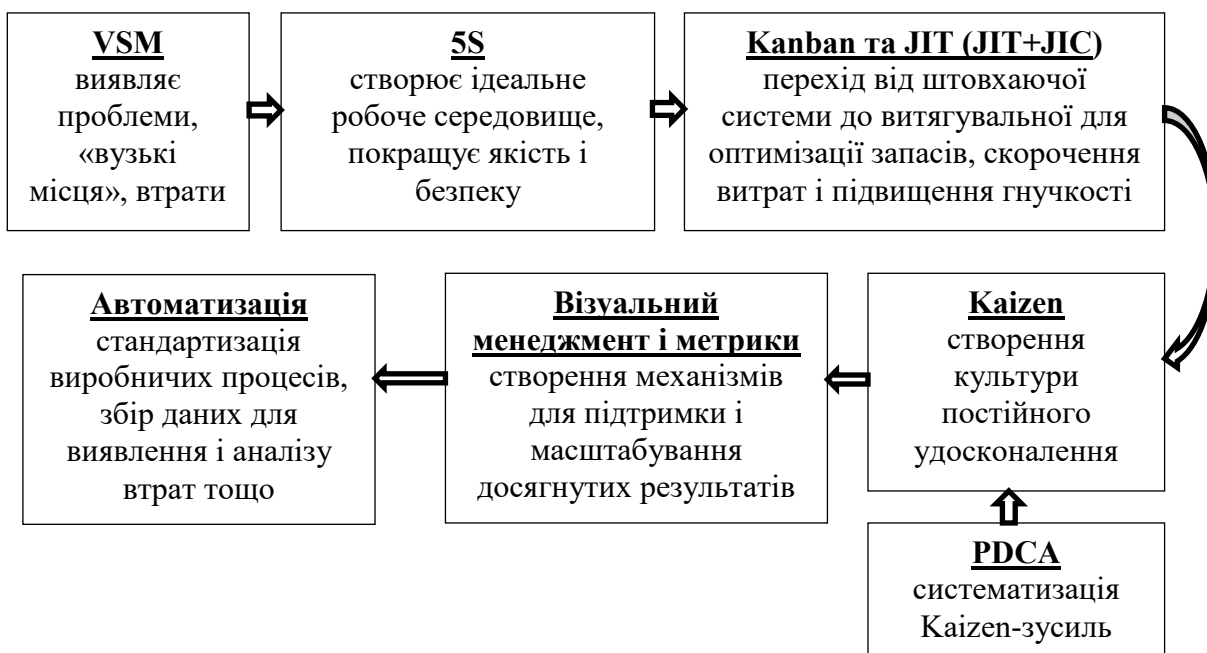 VSM
виявляє
проблеми,
«вузькі
місця», втрати
5S
створює ідеальне
робоче середовище,
покращує якість і
безпеку
Kanban та JIT (JIT+JIC)
перехід від штовхаючої
системи до витягувальної для
оптимізації запасів, скорочення
витрат і підвищення гнучкості
Kaizen
створення
культури
постійного
удосконалення
PDCA
систематизація
Kaizen-зусиль
Візуальний
менеджмент і метрики
створення механізмів
для підтримки і
масштабування
досягнутих результатів
Автоматизація
стандартизація
виробничих процесів,
збір даних для
виявлення і аналізу
втрат тощо